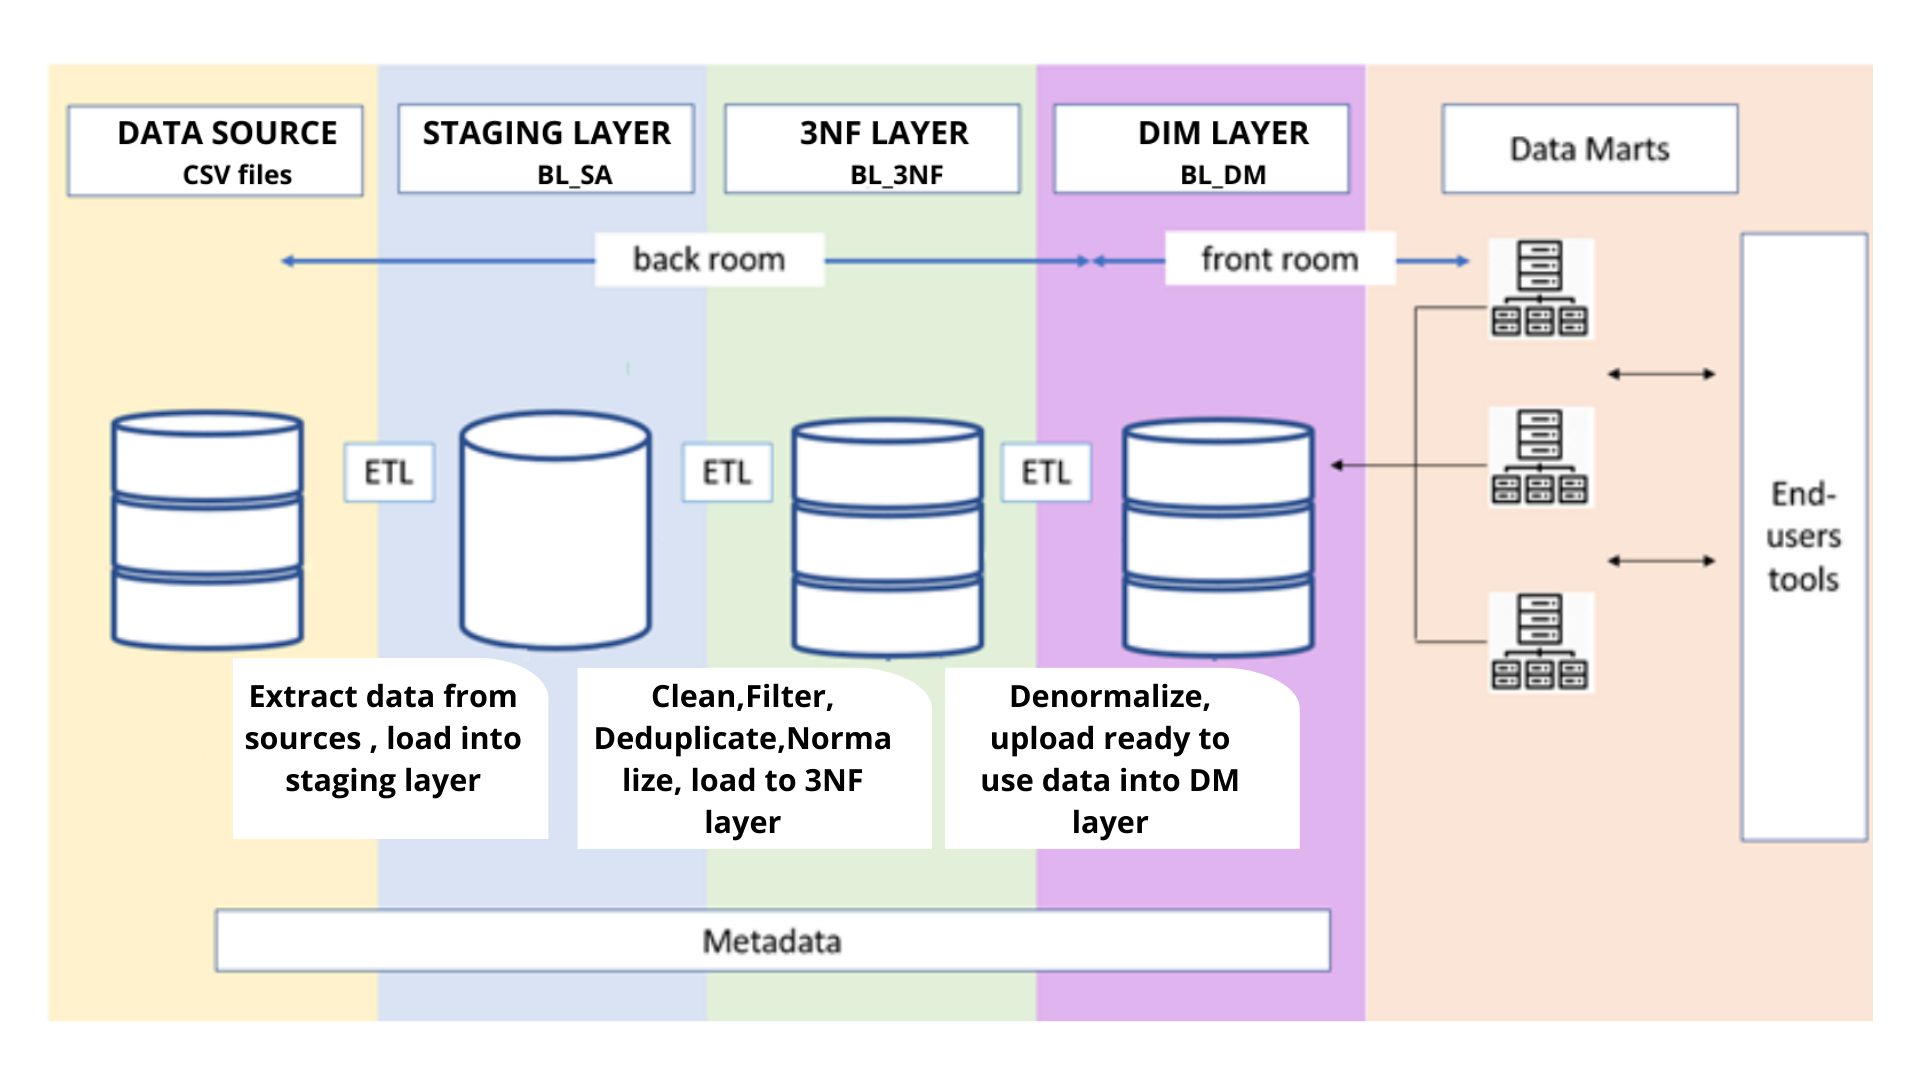 DATA SOURCE
CSV files
STAGING LAYER
BL_SA
3NF LAYER
BL_3NF
DIM LAYER
BL_DM
Data Marts
back room
front room
ETL
ETL
ETL
End-
users
tools
Extract data from
sources , load into
staging layer
Clean,Filter,
Deduplicate,Norma
lize, load to 3NF
layer
Denormalize,
upload ready to
use data into DM
layer
Metadata